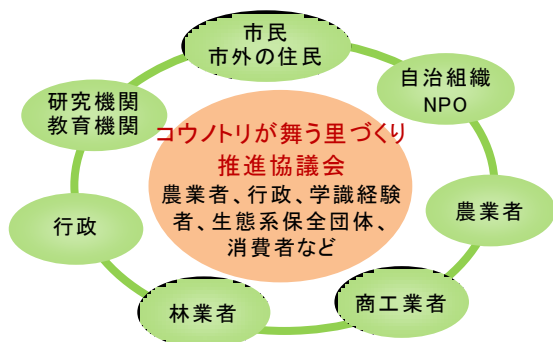 市民
市外の住民
自治組織
NPO
研究機関
教育機関
コウノトリが舞う里づくり
推進協議会
農業者、行政、学識経験
者、生態系保全団体、
消費者など
農業者
行政
商工業者
林業者